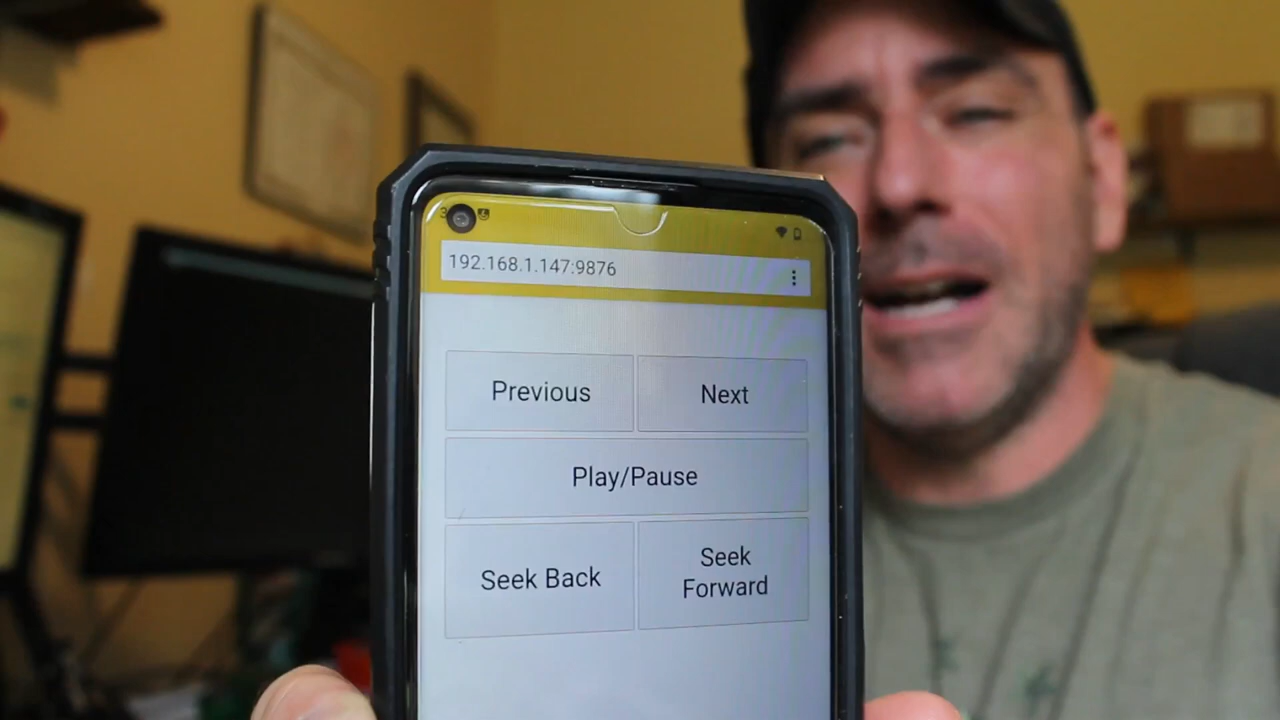 192.168.1.147:9876
Previous
Next
Play/Pause
Seek Back
Seek
Forward